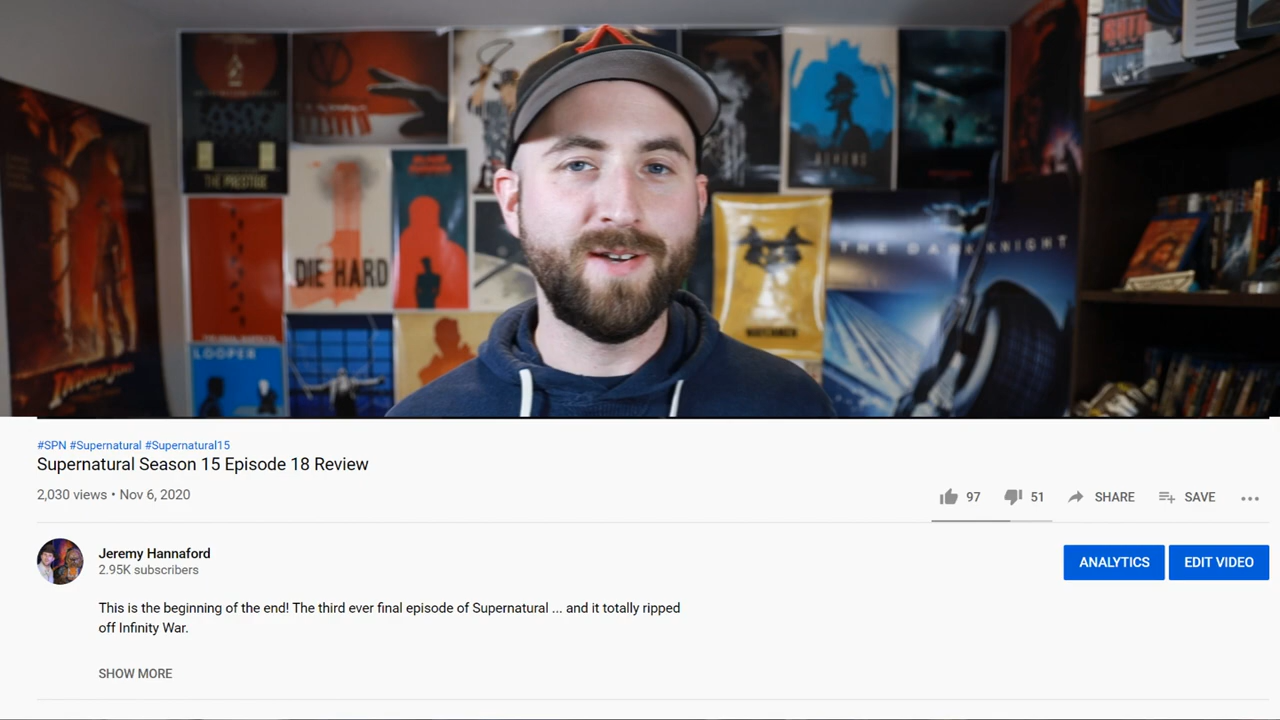 THE PRESTIGE
DIE HARD
ATHENS
THE DARK KNIGHT
WATCHMEN
LOOPER
INDIANA JONES
#SPN #Supernatural #Supernatural15
Supernatural Season 15 Episode 18 Review
2,030 views • Nov 6, 2020
97 51 SHARE SAVE
Jeremy Hannaford
2.95K subscribers
ANALYTICS EDIT VIDEO
This is the beginning of the end! The third ever final episode of Supernatural ... and it totally ripped
off Infinity War.
SHOW MORE